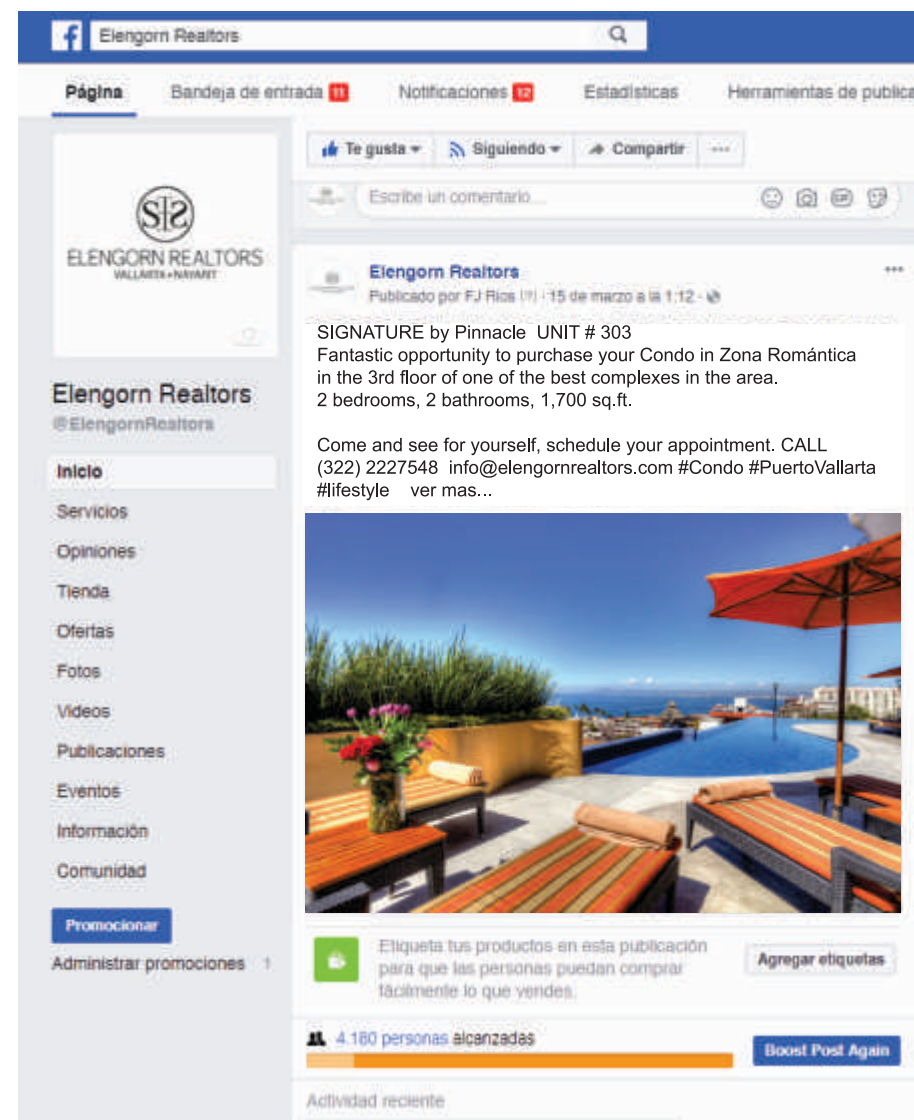 Elengorn Realtors
Página Bandeja de entrada 11 Notificaciones 12 Estadísticas Herramientas de publica
Te gusta Siguiendo Compartir ...
Escribe un comentario...
GIF
ELENGORN REALTORS
VALLARTA+NAYARIT
Elengorn Realtors
@ElengornRealtors
Inicio
Servicios
Opiniones
Tienda
Ofertas
Fotos
Videos
Publicaciones
Eventos
Información
Comunidad
Promocionar
Administrar promociones 1
Elengorn Realtors
Publicado por FJ Rios [?] · 15 de marzo a la 1:12 ·
SIGNATURE by Pinnacle UNIT # 303
Fantastic opportunity to purchase your Condo in Zona Romántica
in the 3rd floor of one of the best complexes in the area.
2 bedrooms, 2 bathrooms, 1,700 sq.ft.
Come and see for yourself, schedule your appointment. CALL
(322) 2227548 info@elengornrealtors.com #Condo #PuertoVallarta
#lifestyle ver mas...
Etiqueta tus productos en esta publicación
para que las personas puedan comprar
fácilmente lo que vendes.
Agregar etiquetas
4.180 personas alcanzadas
Boost Post Again
Actividad reciente